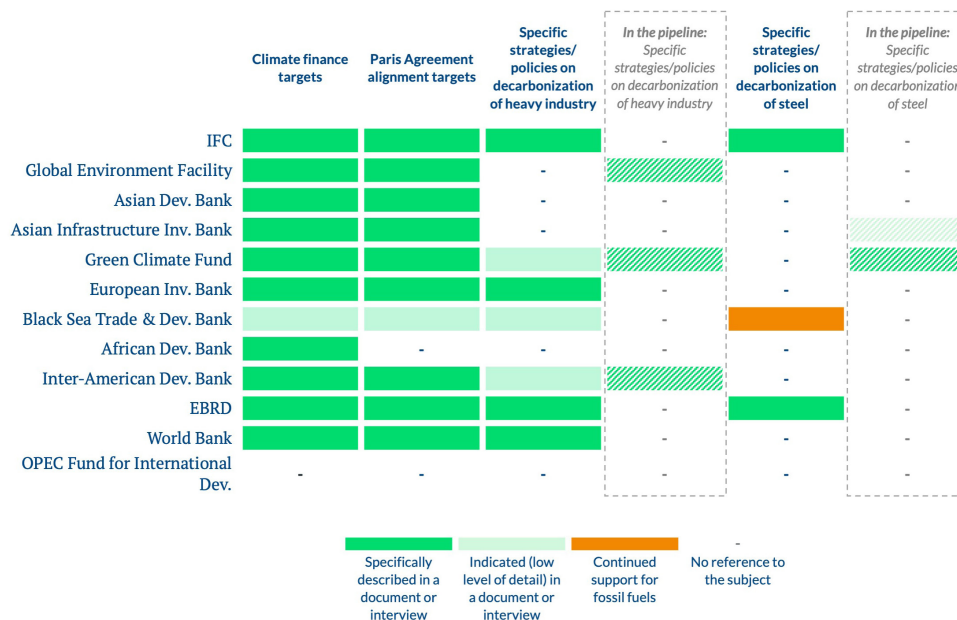 Climate finance
targets
Paris Agreement
alignment targets
Specific
strategies/
policies on
decarbonization
of heavy industry
In the pipeline:
Specific
strategies/policies
on decarbonization
of heavy industry
Specific
strategies/
policies on
decarbonization
of steel
In the pipeline:
Specific
strategies/policies
on decarbonization
of steel
IFC - -
Global Environment Facility - - -
Asian Dev. Bank - - - -
Asian Infrastructure Inv. Bank - - -
Green Climate Fund -
European Inv. Bank - - -
Black Sea Trade & Dev. Bank - -
African Dev. Bank - - - - -
Inter-American Dev. Bank - -
EBRD - -
World Bank - - -
OPEC Fund for International
Dev. - - - - - -
Specifically
described in a
document or
interview
Indicated (low
level of detail) in
a document or
interview
Continued
support for
fossil fuels
-
No reference to
the subject